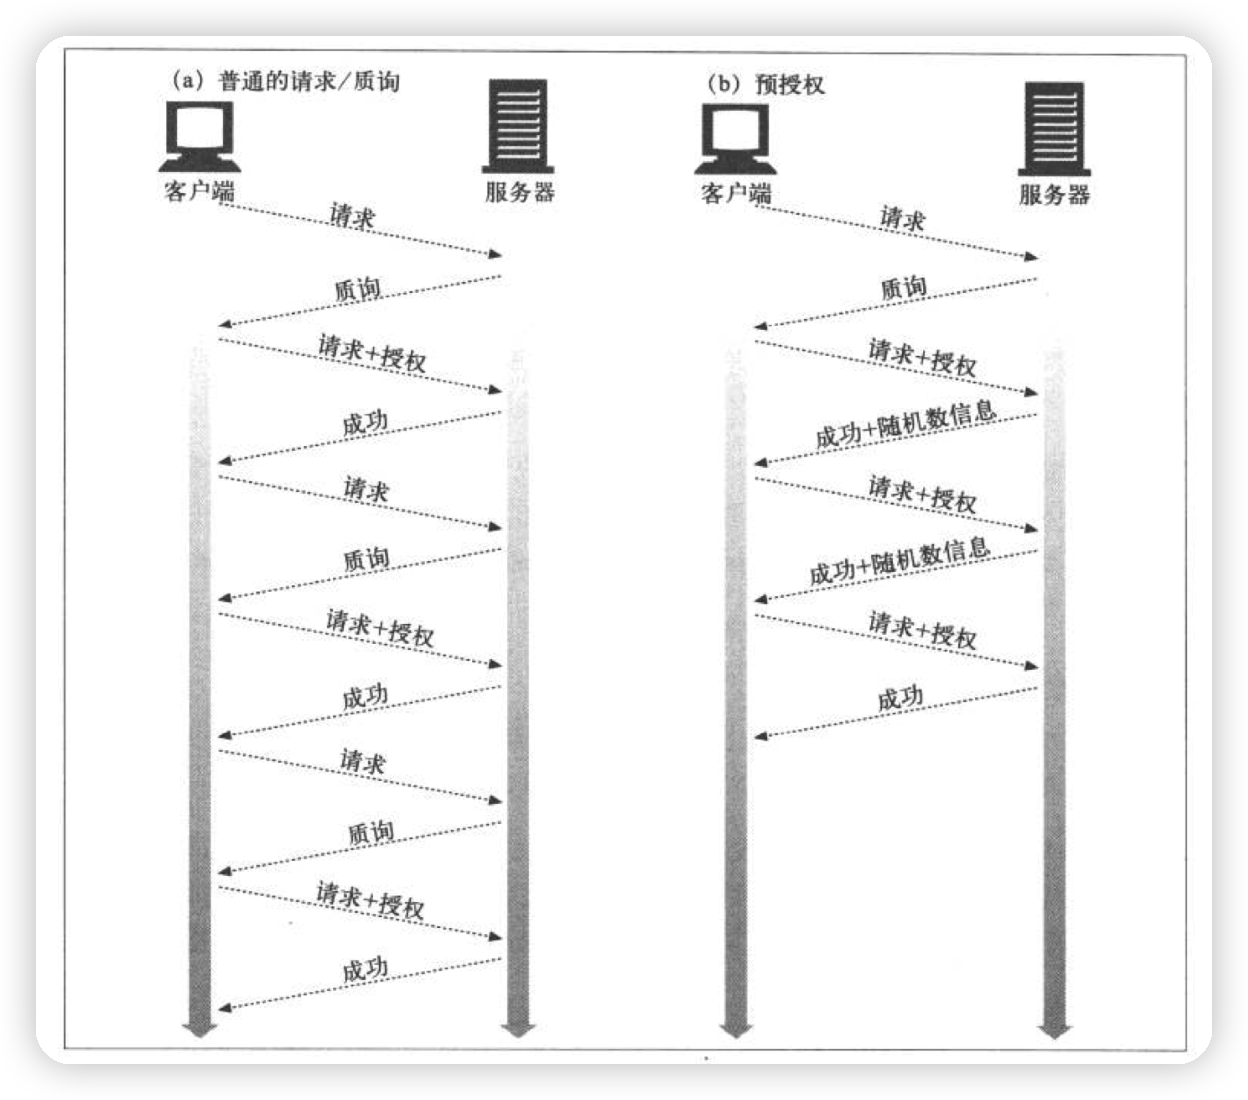 (a) 普通的请求/质询
客户端
服务器
请求
质询
请求+授权
成功
请求
质询
请求+授权
成功
请求
质询
请求+授权
成功
(b) 预授权
客户端
服务器
请求
质询
请求+授权
成功+随机数信息
请求+授权
成功+随机数信息
请求+授权
成功